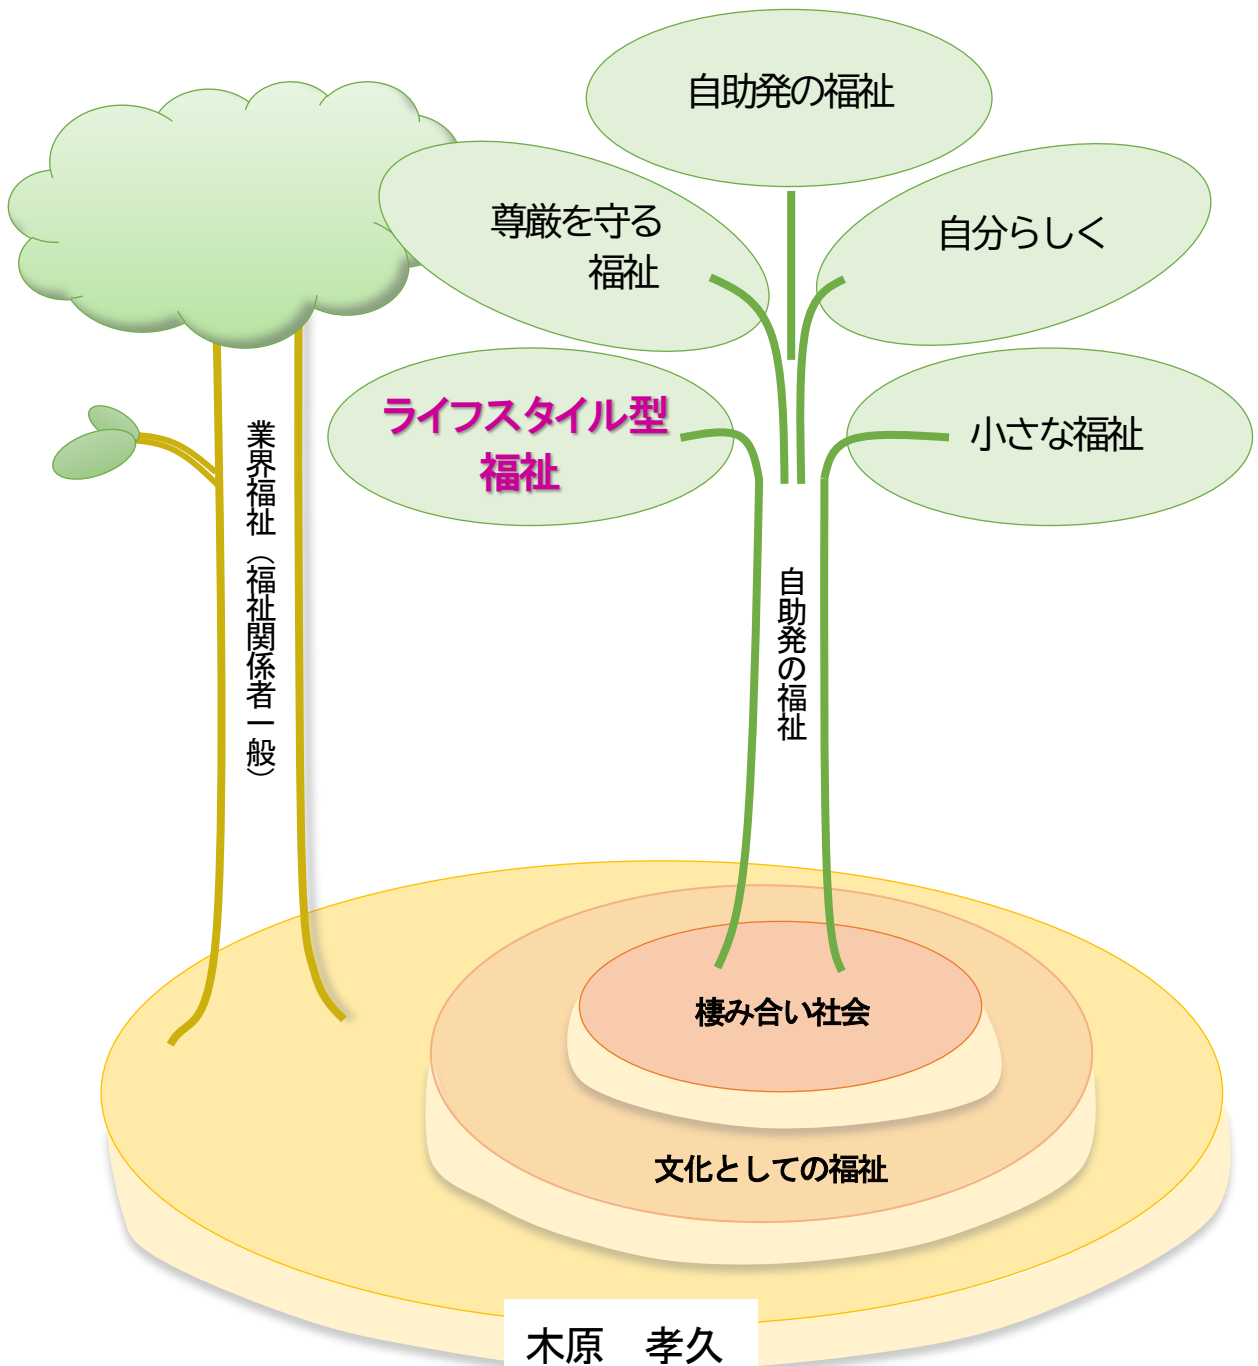 自助発の福祉
尊厳を守る
福祉
自分らしく
ライフスタイル型
福祉
小さな福祉
業界福祉（福祉関係者一般）
自助発の福祉
棲み合い社会
文化としての福祉
木原　孝久